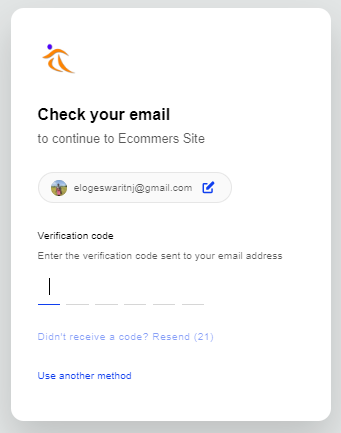 Check your email
to continue to Ecommers Site
elogeswaritnj@gmail.com
Verification code
Enter the verification code sent to your email address
Didn't receive a code? Resend (21)
Use another method